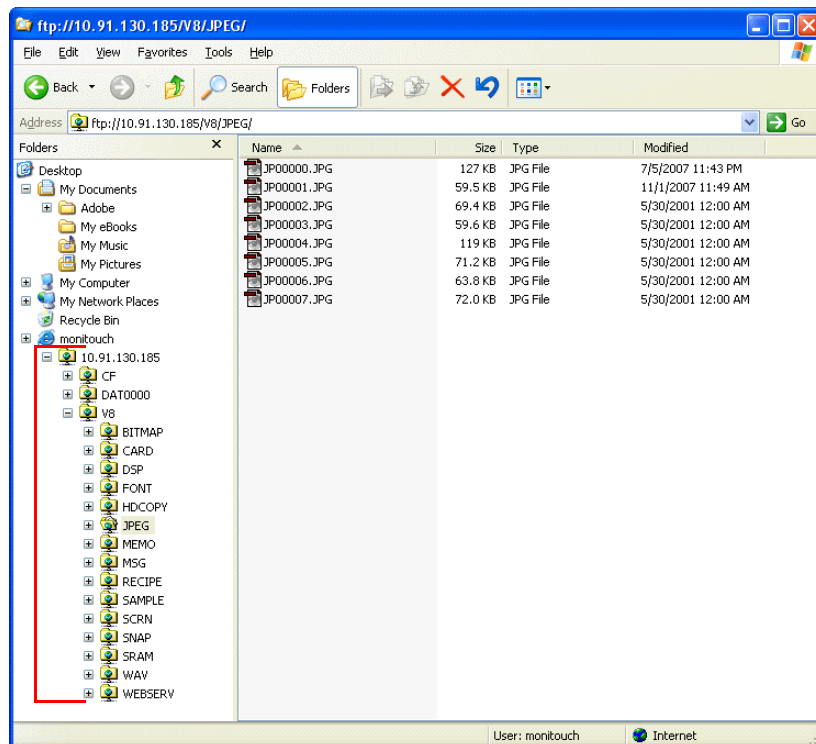 ftp://10.91.130.185/V8/JPEG/
File Edit View Favorites Tools Help
Back Search Folders
Address ftp://10.91.130.185/V8/JPEG/ Go
Folders x
Desktop
My Documents
Adobe
My eBooks
My Music
My Pictures
My Computer
My Network Places
Recycle Bin
monitouch
10.91.130.185
CF
DAT0000
V8
BITMAP
CARD
DSP
FONT
HDCOPY
JPEG
MEMO
MSG
RECIPE
SAMPLE
SCRN
SNAP
SRAM
WAV
WEBSERV
Name Size Type Modified
JP00000.JPG 127 KB JPG File 7/5/2007 11:43 PM
JP00001.JPG 59.5 KB JPG File 11/1/2007 11:49 AM
JP00002.JPG 69.4 KB JPG File 5/30/2001 12:00 AM
JP00003.JPG 59.6 KB JPG File 5/30/2001 12:00 AM
JP00004.JPG 119 KB JPG File 5/30/2001 12:00 AM
JP00005.JPG 71.2 KB JPG File 5/30/2001 12:00 AM
JP00006.JPG 63.8 KB JPG File 5/30/2001 12:00 AM
JP00007.JPG 72.0 KB JPG File 5/30/2001 12:00 AM
User: monitouch Internet